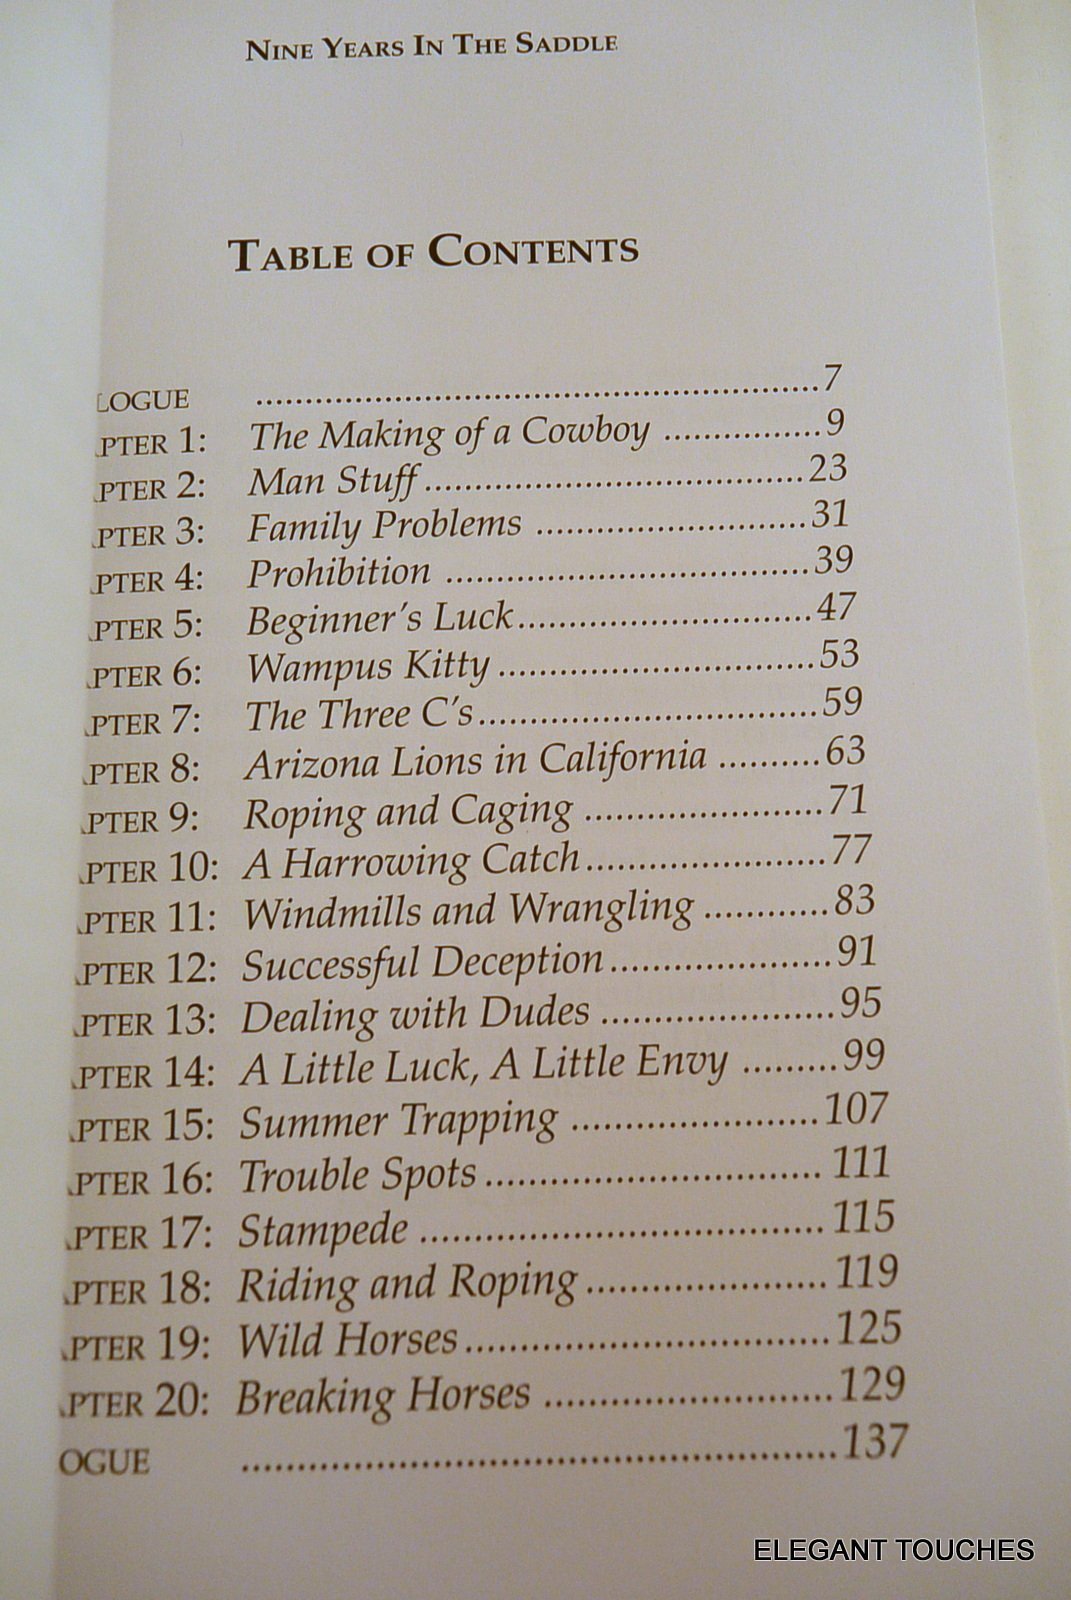 NINE YEARS IN THE SADDLE
TABLE OF CONTENTS
LOGUE ........................................................7
PTER 1: The Making of a Cowboy ................9
PTER 2: Man Stuff......................................23
PTER 3: Family Problems ...........................31
PTER 4: Prohibition ....................................39
PTER 5: Beginner's Luck.............................47
PTER 6: Wampus Kitty ................................53
PTER 7: The Three C's..................................59
PTER 8: Arizona Lions in California ..........63
PTER 9: Roping and Caging ........................71
PTER 10: A Harrowing Catch........................77
PTER 11: Windmills and Wrangling ............83
PTER 12: Successful Deception......................91
PTER 13: Dealing with Dudes .......................95
PTER 14: A Little Luck, A Little Envy .........99
PTER 15: Summer Trapping ........................107
PTER 16: Trouble Spots ................................ 111
PTER 17: Stampede ...................................... 115
PTER 18: Riding and Roping....................... 119
PTER 19: Wild Horses...................................125
PTER 20: Breaking Horses ...........................129
OGUE ........................................................137
ELEGANT TOUCHES